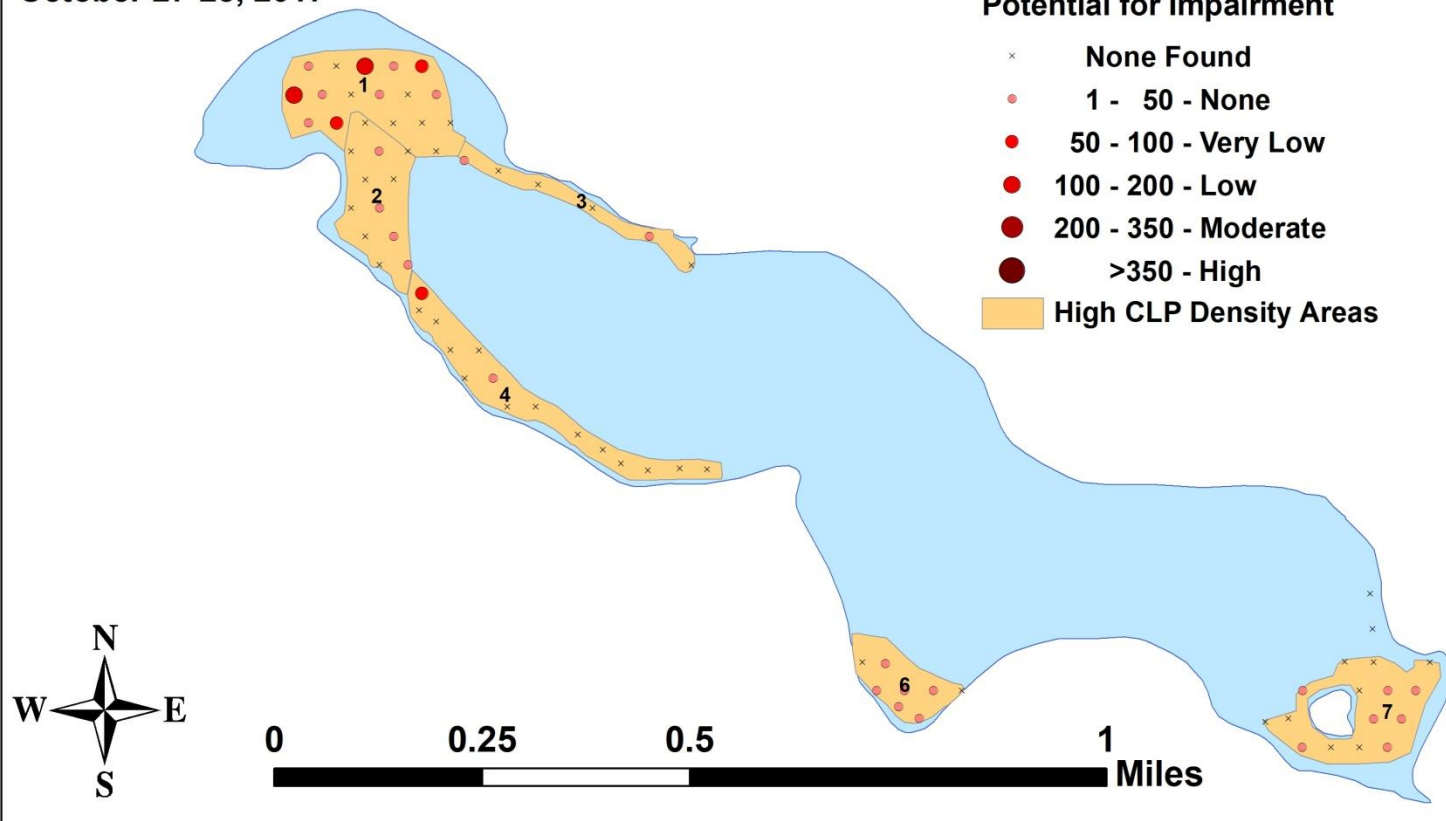 Potential for Impairment
None Found
1 - 50 - None
50 - 100 - Very Low
100 - 200 - Low
200 - 350 - Moderate
>350 - High
High CLP Density Areas
1
2
3
4
6
7
N
W E
S
0 0.25 0.5 1
Miles